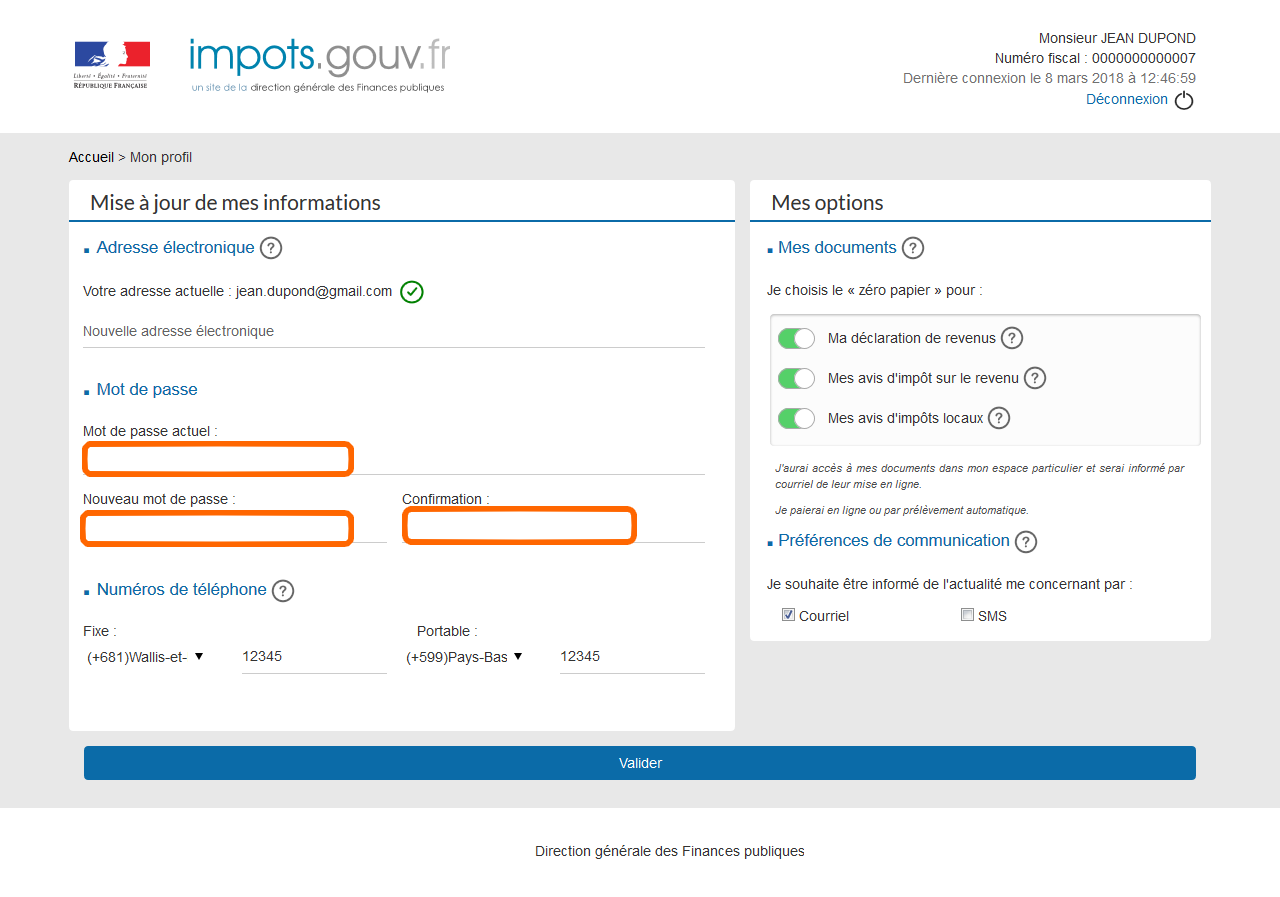 Liberté • Égalité • Fraternité
RÉPUBLIQUE FRANÇAISE
impots.gouv.fr
un site de la direction générale des Finances publiques
Monsieur JEAN DUPOND
Numéro fiscal : 0000000000007
Dernière connexion le 8 mars 2018 à 12:46:59
Déconnexion
Accueil > Mon profil
Mise à jour de mes informations
Adresse électronique ?
Votre adresse actuelle : jean.dupond@gmail.com
Nouvelle adresse électronique
Mot de passe
Mot de passe actuel :
Nouveau mot de passe :
Confirmation :
Numéros de téléphone ?
Fixe :
Portable :
(+681)Wallis-et- ▼ 12345
(+599)Pays-Bas ▼ 12345
Mes options
Mes documents ?
Je choisis le « zéro papier » pour :
Ma déclaration de revenus ?
Mes avis d'impôt sur le revenu ?
Mes avis d'impôts locaux ?
J'aurai accès à mes documents dans mon espace particulier et serai informé par
courriel de leur mise en ligne.
Je paierai en ligne ou par prélèvement automatique.
Préférences de communication ?
Je souhaite être informé de l'actualité me concernant par :
Courriel
SMS
Valider
Direction générale des Finances publiques